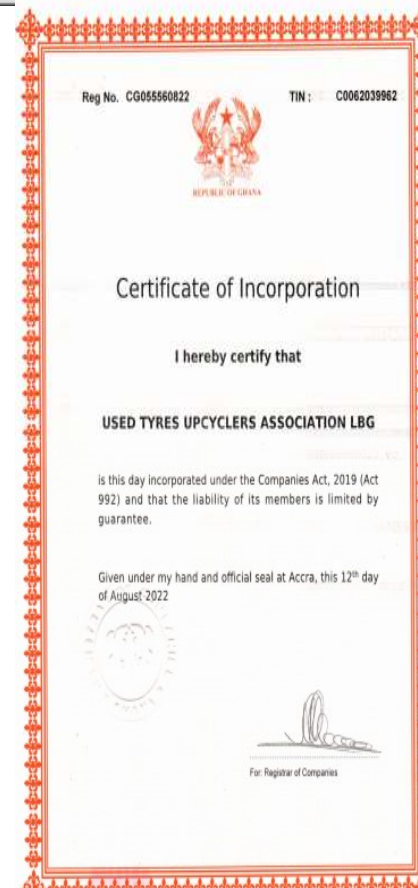 Reg No. CG055560822 TIN : C0062039962
REPUBLIC OF GHANA
Certificate of Incorporation
I hereby certify that
USED TYRES UPCYCLERS ASSOCIATION LBG
is this day incorporated under the Companies Act, 2019 (Act
992) and that the liability of its members is limited by
guarantee.
Given under my hand and official seal at Accra, this 12th day
of August 2022
For: Registrar of Companies